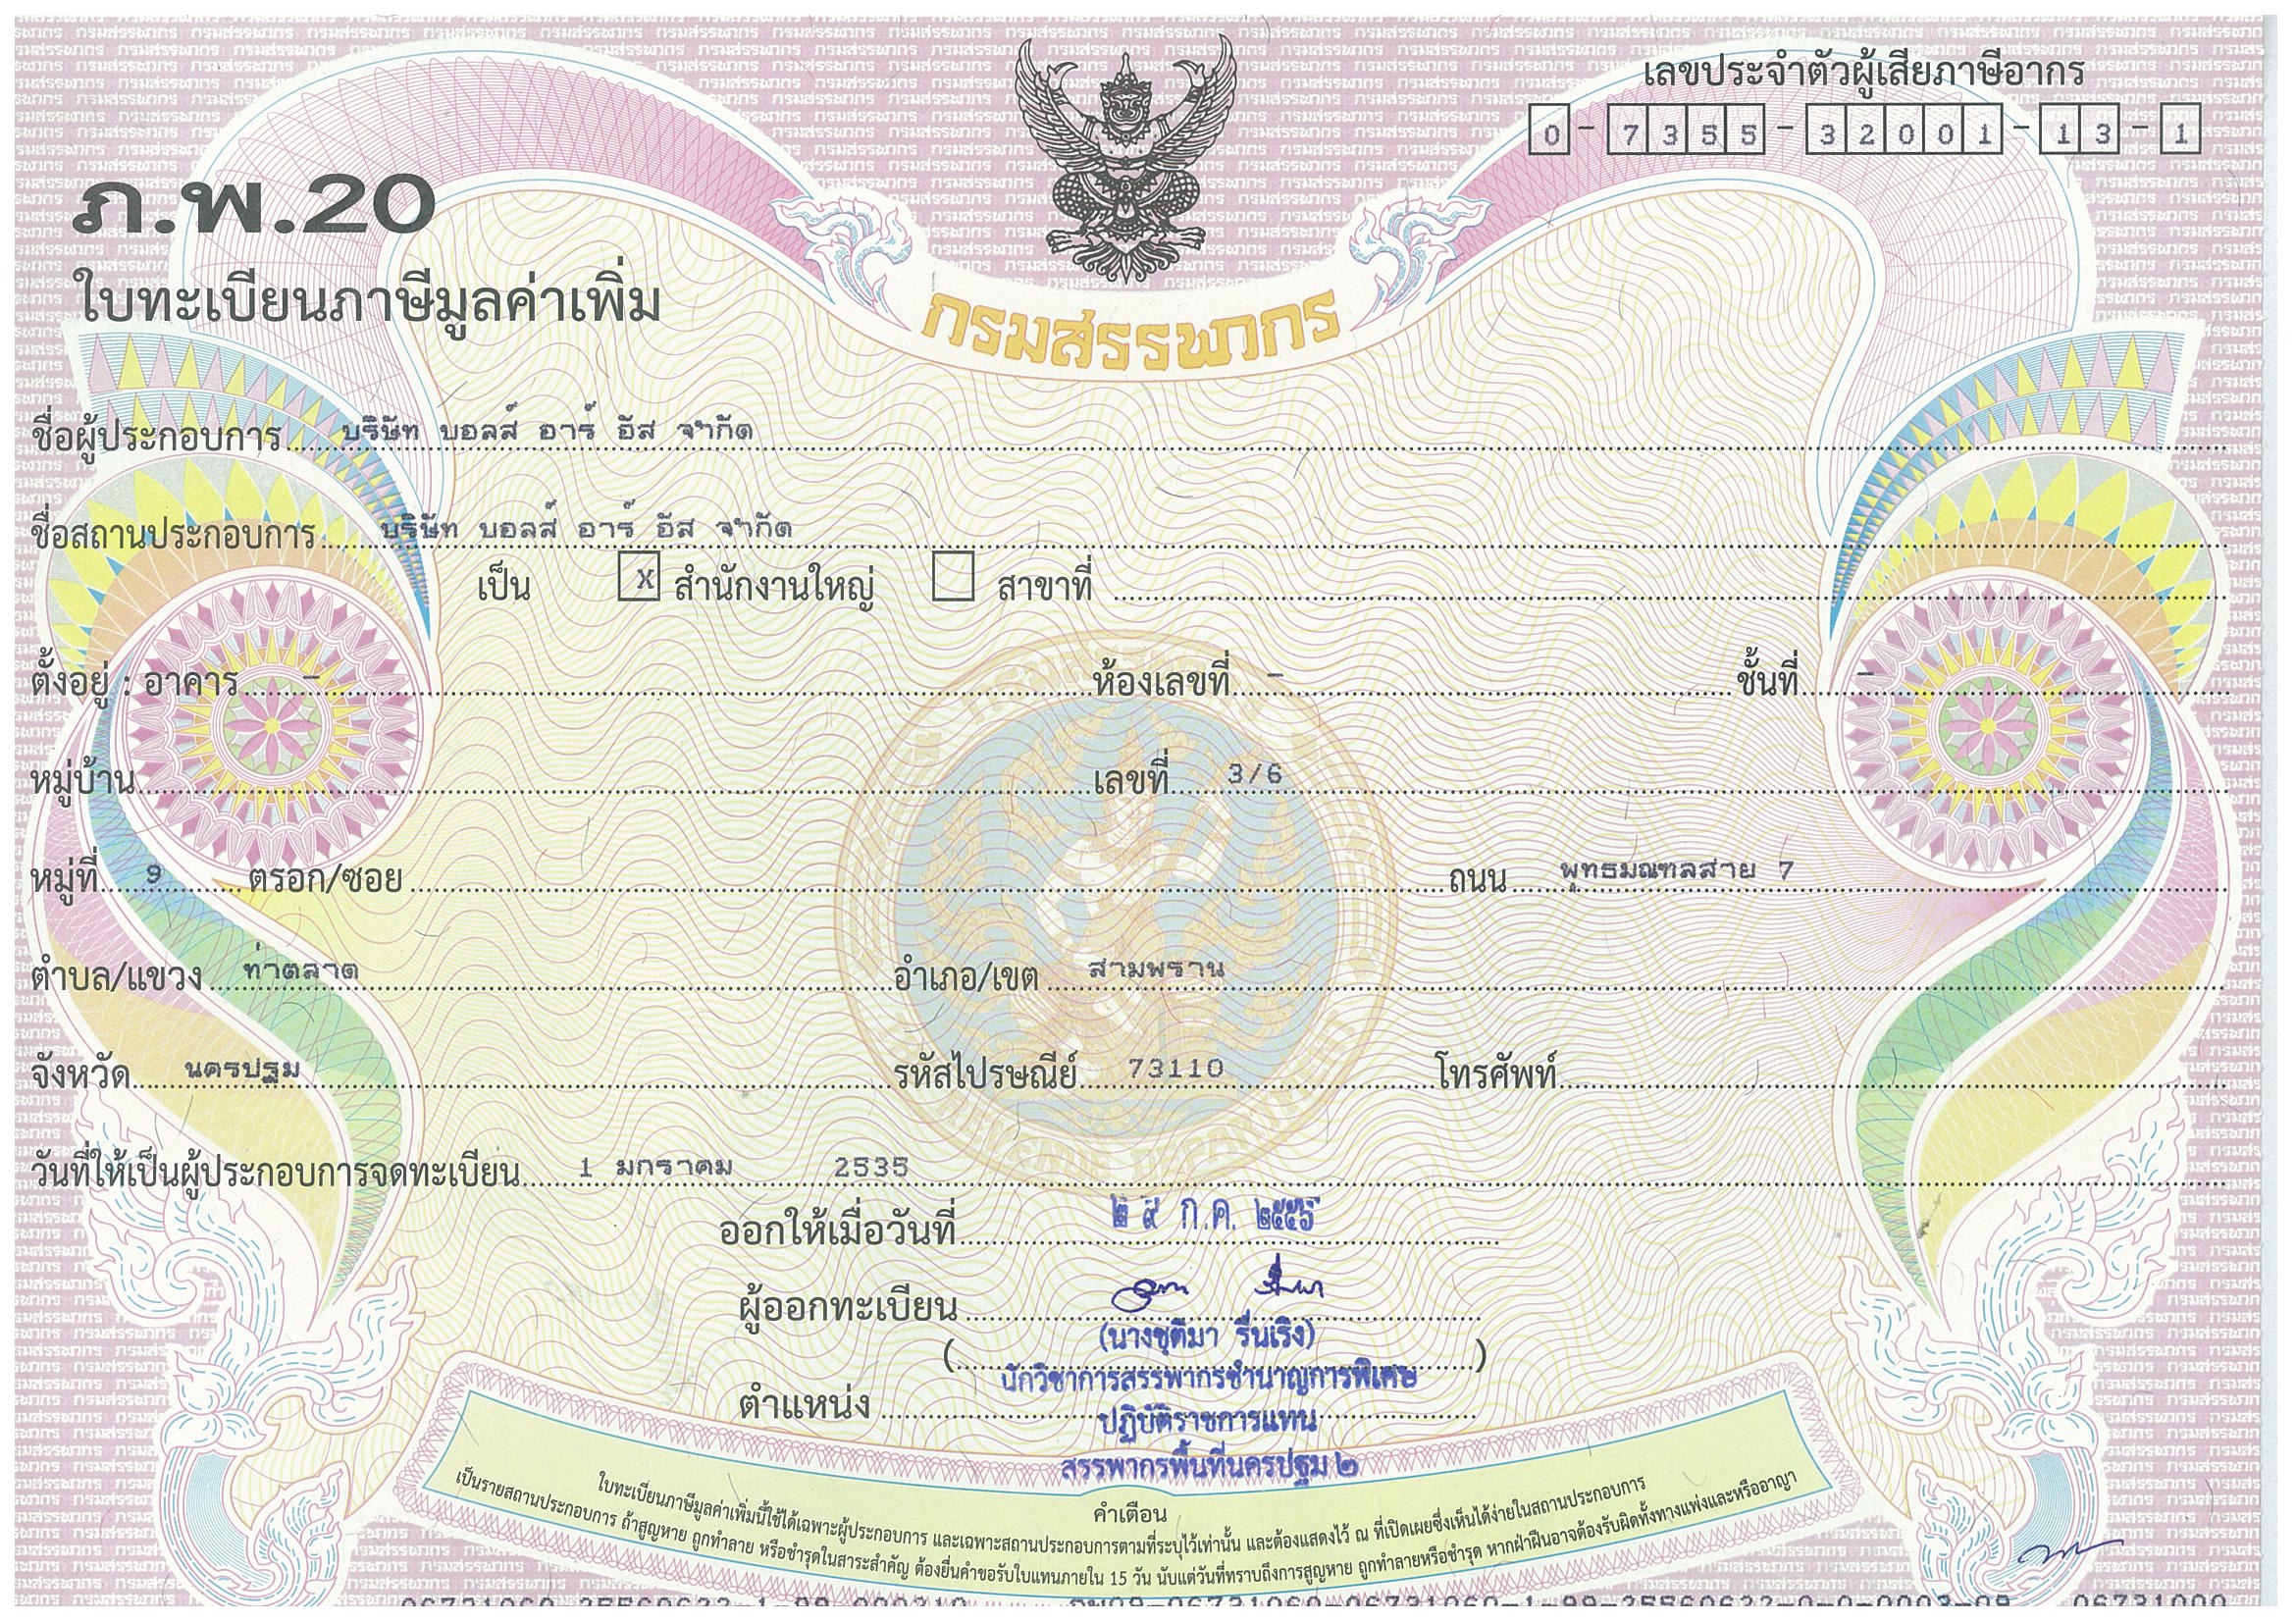 เลขประจำตัวผู้เสียภาษีอากร
0-7355-32001-13-1
ภ.พ.20
ใบทะเบียนภาษีมูลค่าเพิ่ม
กรมสรรพากร
ชื่อผู้ประกอบการ บริษัท บอลส์ อาร์ อัส จำกัด
ชื่อสถานประกอบการ บริษัท บอลส์ อาร์ อัส จำกัด
เป็น X สำนักงานใหญ่ สาขาที่
ตั้งอยู่ : อาคาร - ห้องเลขที่ - ชั้นที่ -
หมู่บ้าน เลขที่ 3/6
หมู่ที่ 9 ตรอก/ซอย ถนน พุทธมณฑลสาย 7
ตำบล/แขวง ท่าตลาด อำเภอ/เขต สามพราน
จังหวัด นครปฐม รหัสไปรษณีย์ 73110 โทรศัพท์
วันที่ให้เป็นผู้ประกอบการจดทะเบียน 1 มกราคม 2535
ออกให้เมื่อวันที่ ๒๙ ก.ค. ๒๕๕๖
ผู้ออกทะเบียน
(นางชุติมา รื่นเริง)
นักวิชาการสรรพากรชำนาญการพิเศษ
ตำแหน่ง ปฏิบัติราชการแทน
สรรพากรพื้นที่นครปฐม ๒
คำเตือน
ใบทะเบียนภาษีมูลค่าเพิ่มนี้ใช้ได้เฉพาะผู้ประกอบการ และเฉพาะสถานประกอบการตามที่ระบุไว้เท่านั้น และต้องแสดงไว้ ณ ที่เปิดเผยซึ่งเห็นได้ง่ายในสถานประกอบการ
เป็นรายสถานประกอบการ ถ้าสูญหาย ถูกทำลาย หรือชำรุดในสาระสำคัญ ต้องยื่นคำขอรับใบแทนภายใน 15 วัน นับแต่วันที่ทราบถึงการสูญหาย ถูกทำลายหรือชำรุด หากฝ่าฝืนอาจต้องรับผิดทั้งทางแพ่งและหรืออาญา